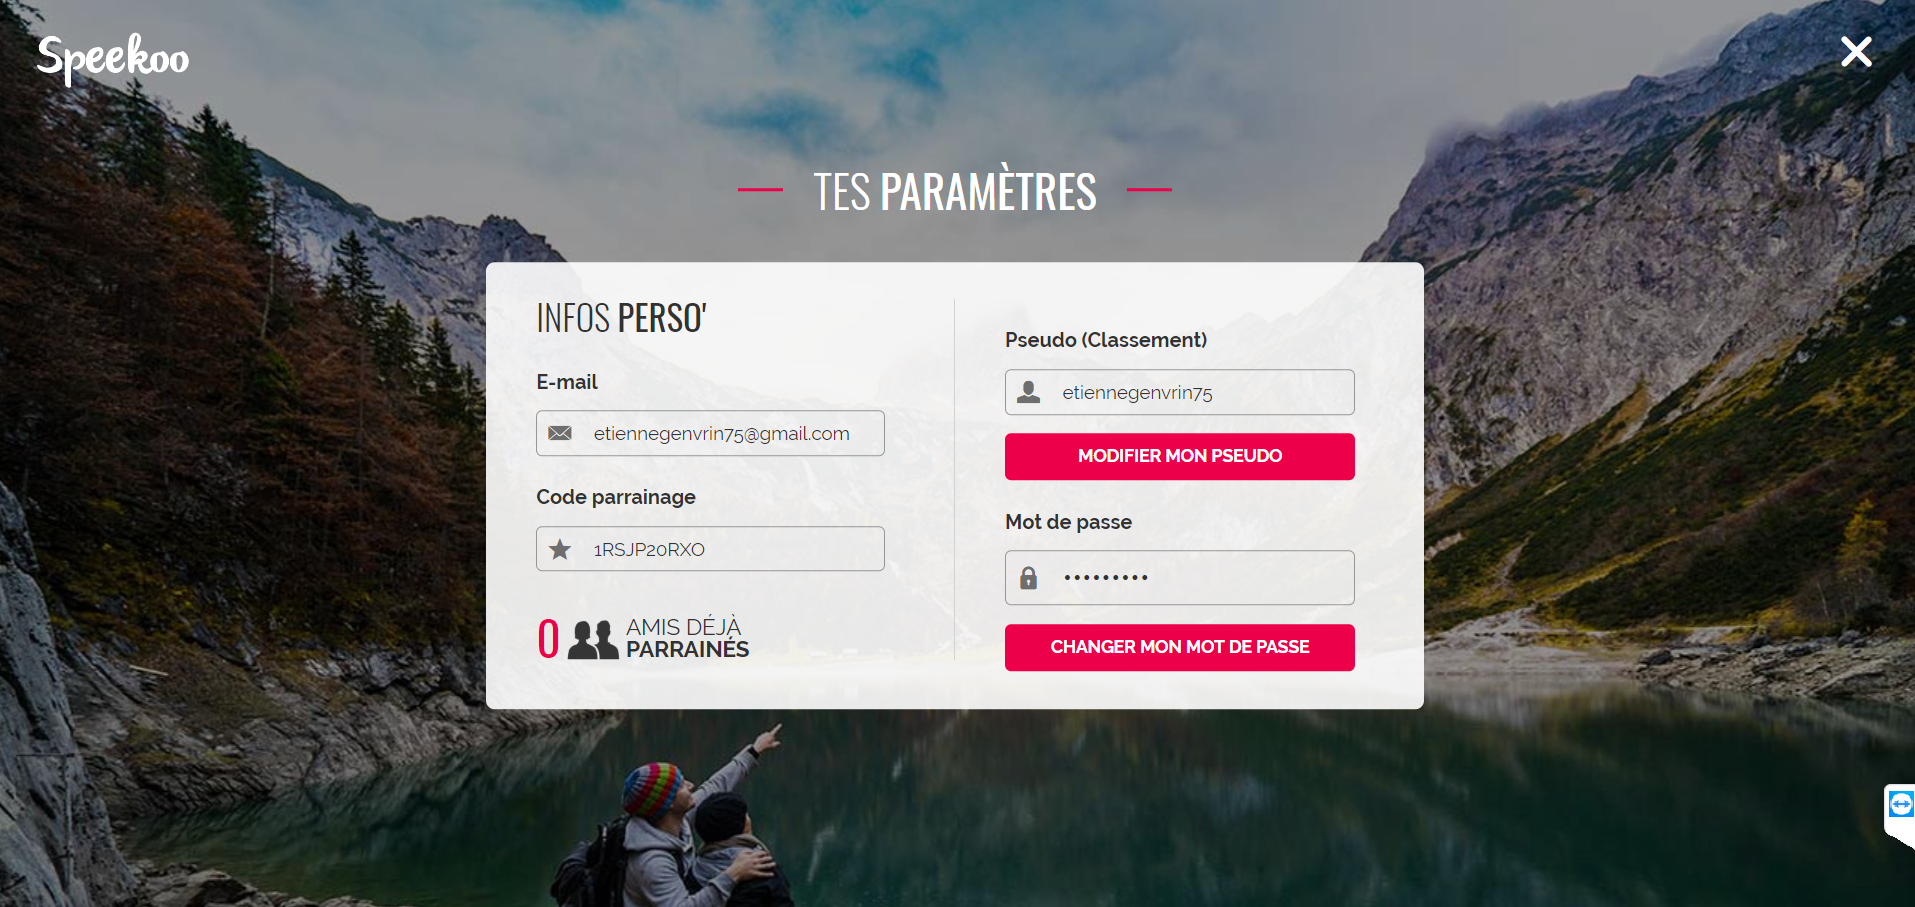 Speekoo
TES PARAMÈTRES
INFOS PERSO'
E-mail
etiennegenvrin75@gmail.com
Code parrainage
1RSJP20RXO
0 AMIS DÉJÀ
PARRAINÉS
Pseudo (Classement)
etiennegenvrin75
MODIFIER MON PSEUDO
Mot de passe
•••••••••
CHANGER MON MOT DE PASSE